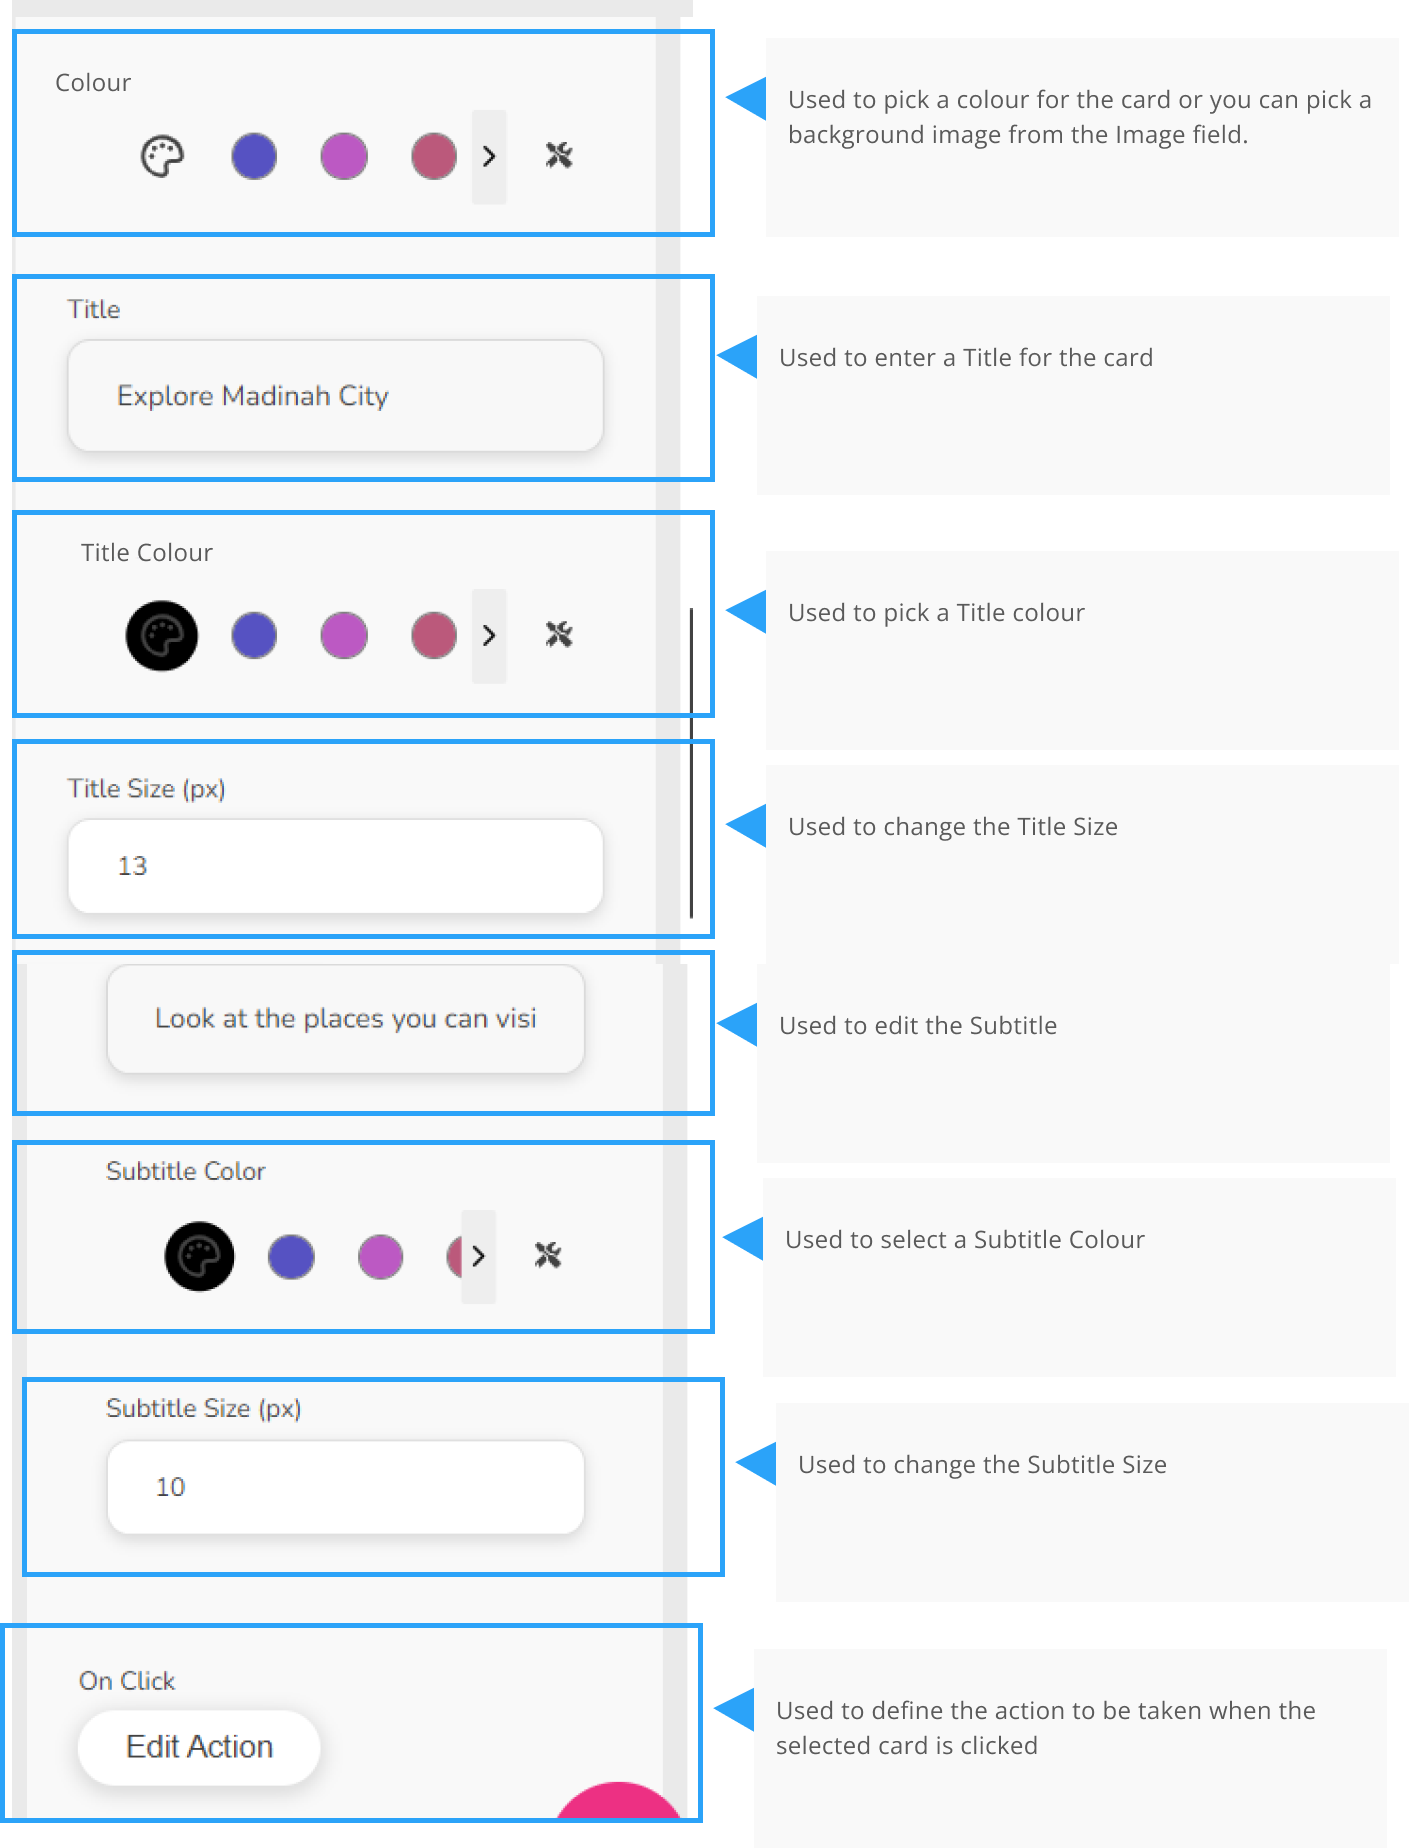 Colour
Used to pick a colour for the card or you can pick a
background image from the Image field.
Title
Explore Madinah City
Used to enter a Title for the card
Title Colour
Used to pick a Title colour
Title Size (px)
13
Used to change the Title Size
Look at the places you can visi
Used to edit the Subtitle
Subtitle Color
Used to select a Subtitle Colour
Subtitle Size (px)
10
Used to change the Subtitle Size
On Click
Edit Action
Used to define the action to be taken when the
selected card is clicked